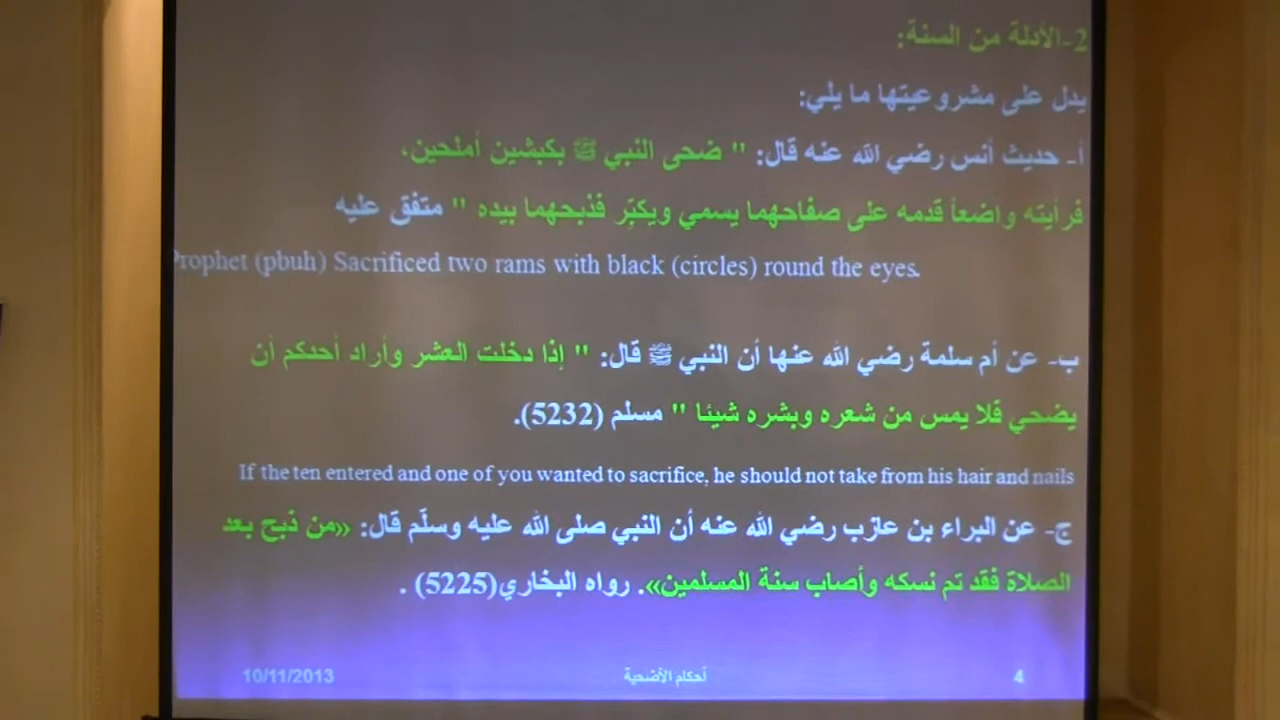 2-الأدلة من السنة:
يدل على مشروعيتها ما يلي:
أ- حديث أنس رضي الله عنه قال: " ضحى النبي ﷺ بكبشين أملحين،
فرأيته واضعاً قدمه على صفاحهما يسمي ويكبّر فذبحهما بيده " متفق عليه
Prophet (pbuh) Sacrificed two rams with black (circles) round the eyes.
ب- عن أم سلمة رضي الله عنها أن النبي ﷺ قال: " إذا دخلت العشر وأراد أحدكم أن
يضحي فلا يمس من شعره وبشره شيئا " مسلم (5232).
If the ten entered and one of you wanted to sacrifice, he should not take from his hair and nails
ج- عن البراء بن عازب رضي الله عنه أن النبي صلى الله عليه وسلّم قال: «من ذبح بعد
الصلاة فقد تم نسكه وأصاب سنة المسلمين». رواه البخاري(5225) .
4 أحكام الأضحية 10/11/2013